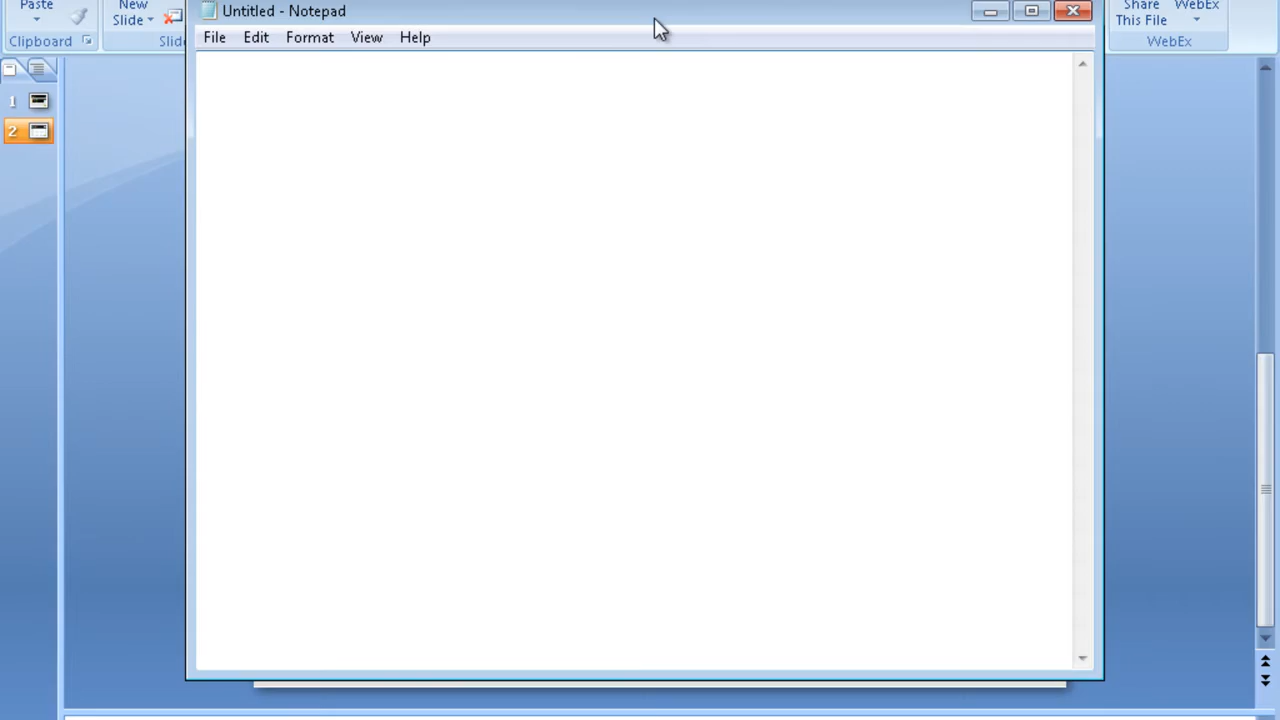 Untitled - Notepad
File Edit Format View Help
Paste
Clipboard
New
Slide
Slid
Share
This File
WebEx
WebEx
1
2